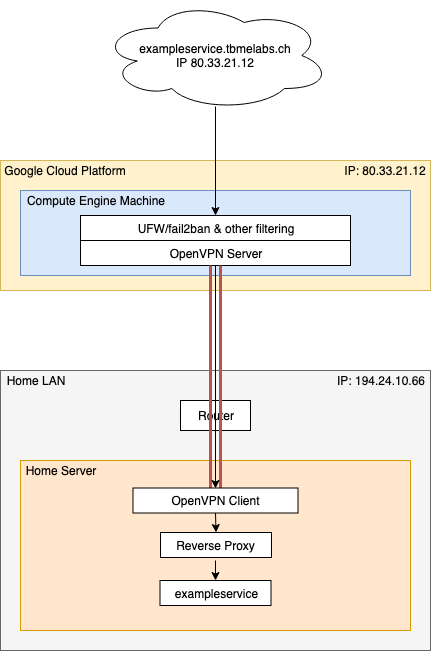 exampleservice.tbmelabs.ch
IP 80.33.21.12
Google Cloud Platform
IP: 80.33.21.12
Compute Engine Machine
UFW/fail2ban & other filtering
OpenVPN Server
Home LAN
IP: 194.24.10.66
Router
Home Server
OpenVPN Client
Reverse Proxy
exampleservice